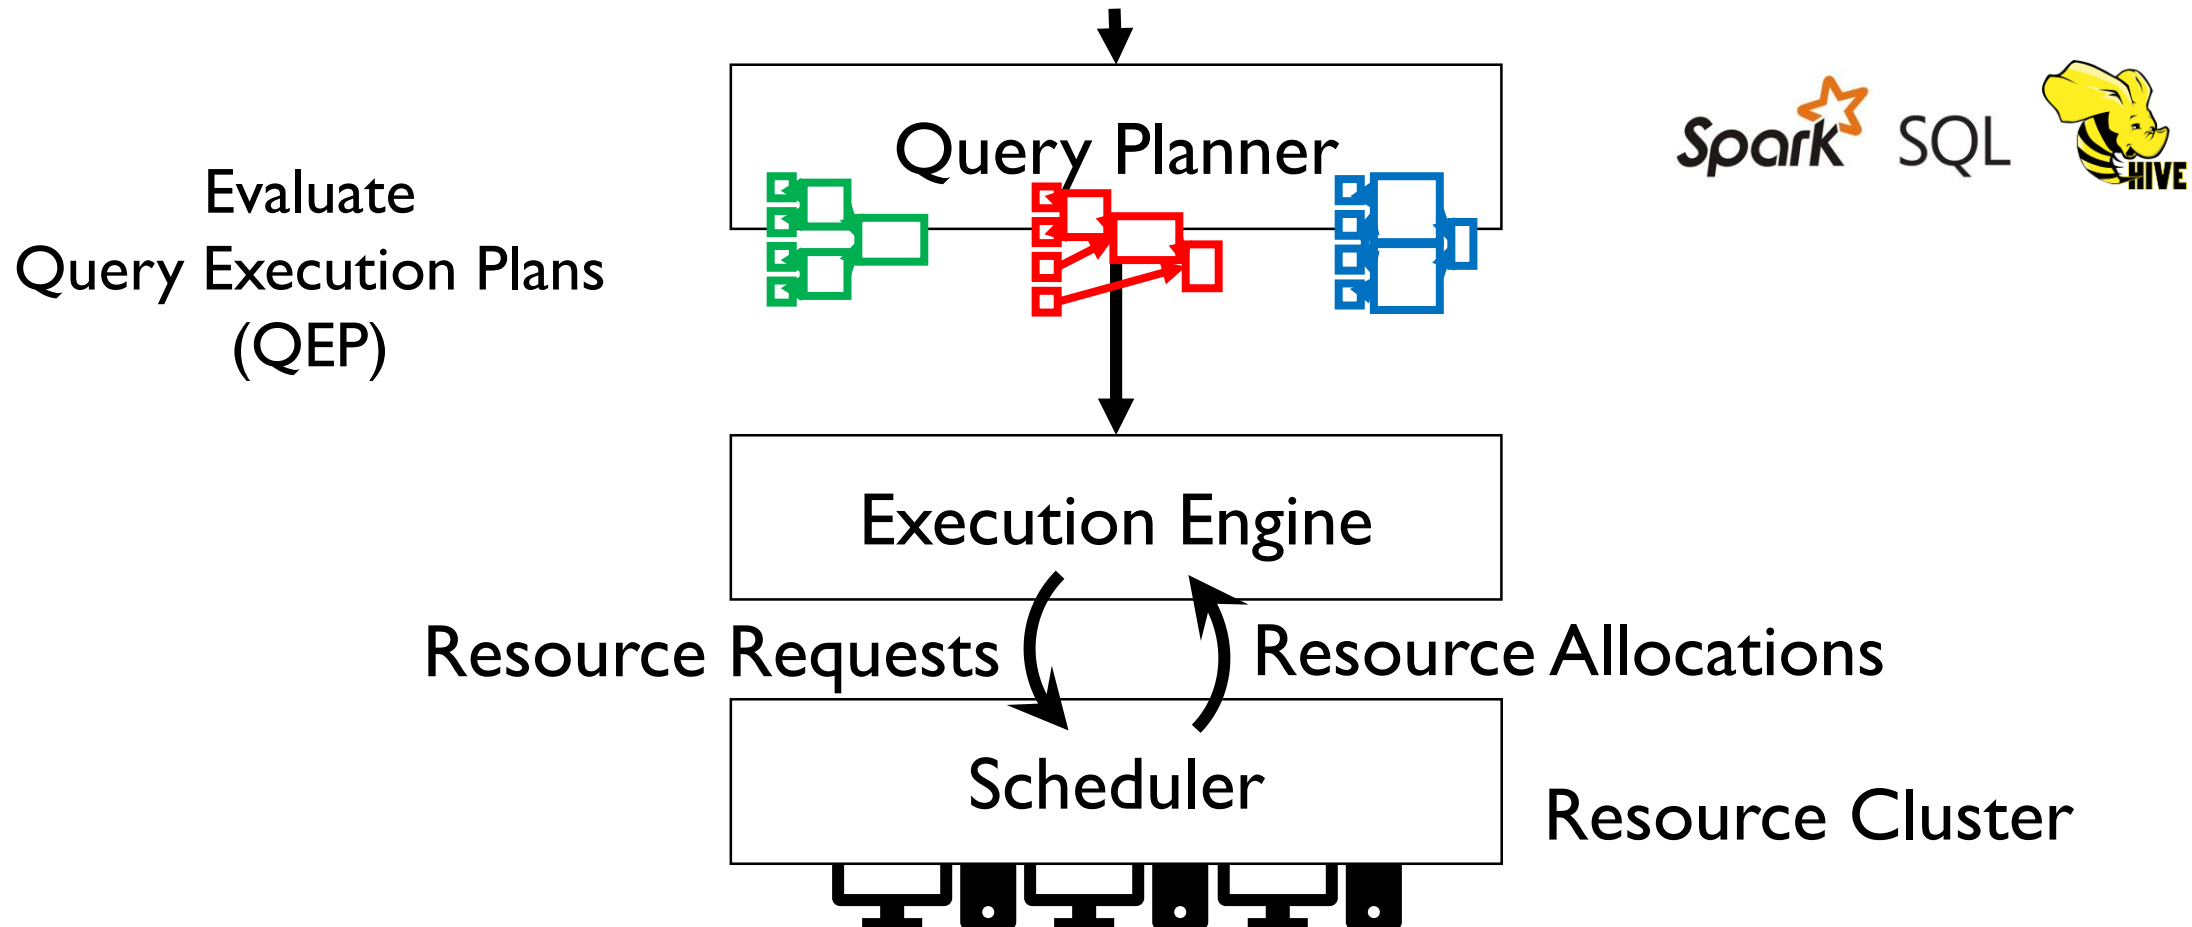 Query Planner
Spark SQL
HIVE
Evaluate
Query Execution Plans
(QEP)
Execution Engine
Resource Requests
Resource Allocations
Scheduler
Resource Cluster